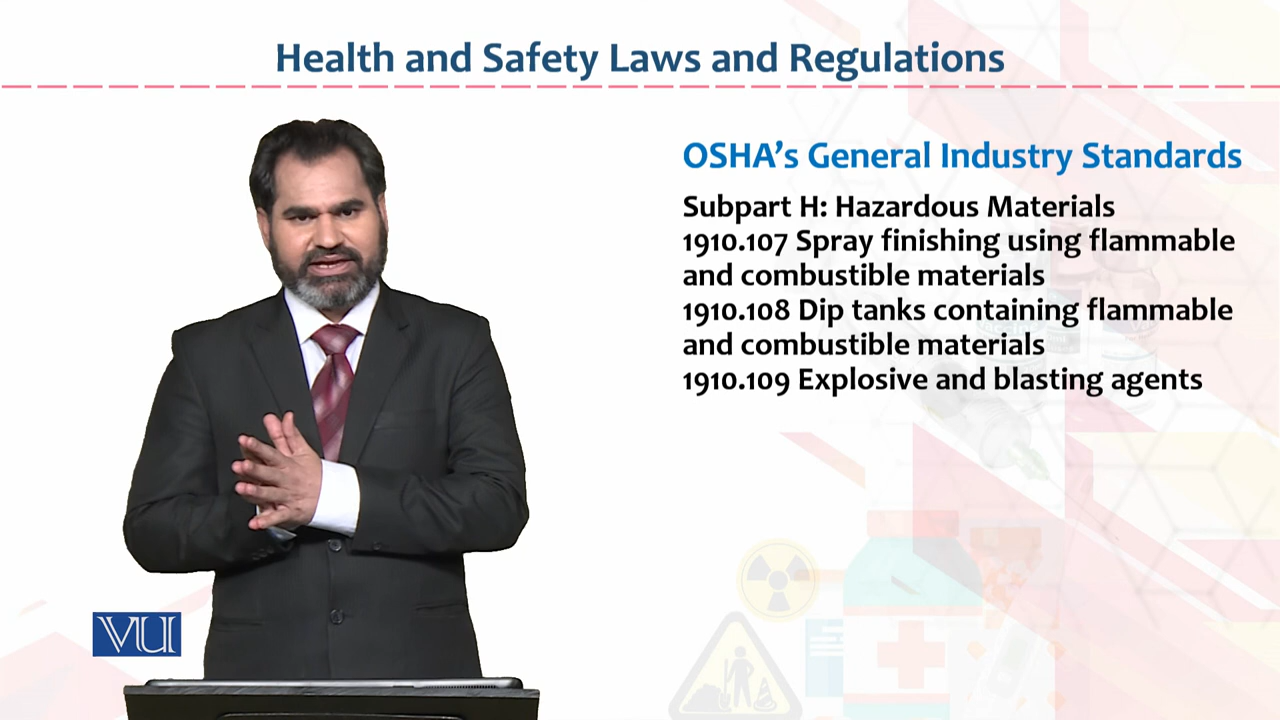 Health and Safety Laws and Regulations
OSHA’s General Industry Standards
Subpart H: Hazardous Materials
1910.107 Spray finishing using flammable
and combustible materials
1910.108 Dip tanks containing flammable
and combustible materials
1910.109 Explosive and blasting agents
VU